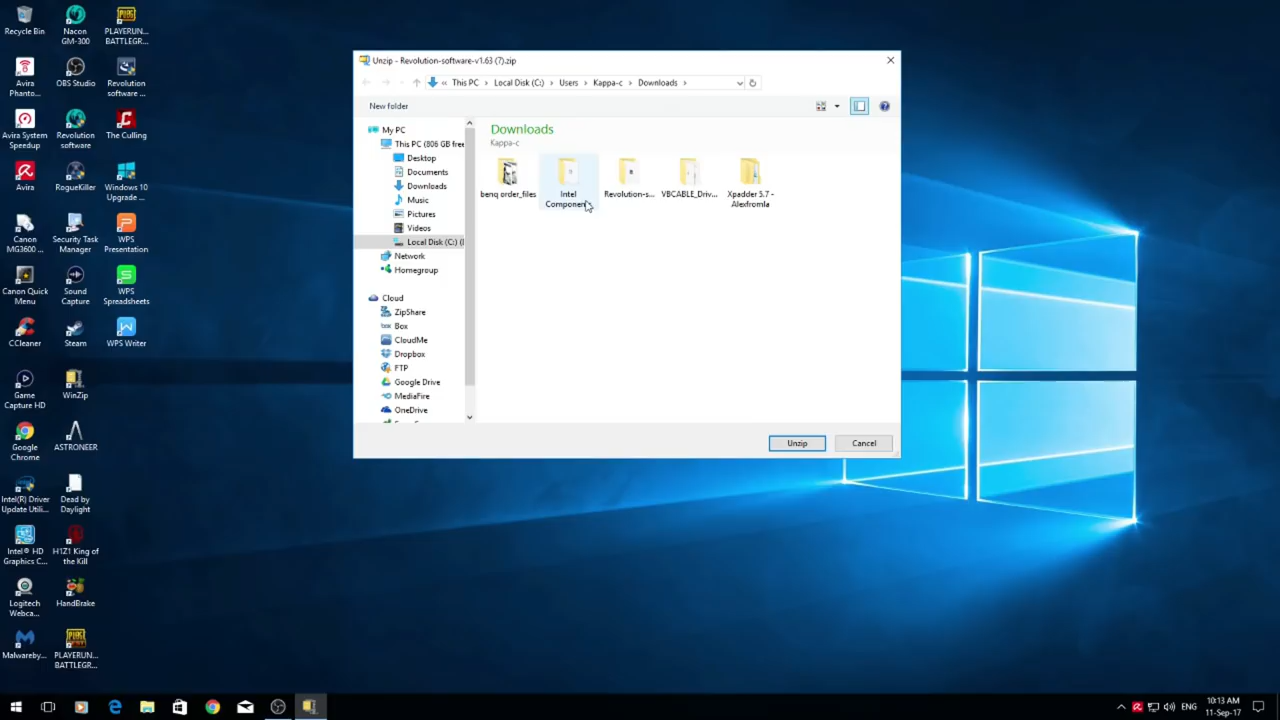 Recycle Bin
Nacon
GM-300
PLAYERUN...
BATTLEGR...
Avira
Phanto...
OBS Studio
Revolution
software ...
Avira System
Speedup
Revolution
software
The Culling
Avira
RogueKiller
Windows 10
Upgrade ...
Canon
MG3600 ...
Security Task
Manager
WPS
Presentation
Canon Quick
Menu
Sound
Capture
WPS
Spreadsheets
CCleaner
Steam
WPS Writer
Game
Capture HD
WinZip
Google
Chrome
ASTRONEER
Intel(R) Driver
Update Utili...
Dead by
Daylight
Intel® HD
Graphics C...
H1Z1 King of
the Kill
Logitech
Webca...
HandBrake
Malwareby...
PLAYERUN...
BATTLEGR...
Unzip - Revolution-software-v1.63 (7).zip
« This PC > Local Disk (C:) > Users > Kappa-c > Downloads >
New folder
My PC
This PC (806 GB free
Desktop
Documents
Downloads
Music
Pictures
Videos
Local Disk (C:) (
Network
Homegroup
Cloud
ZipShare
box Box
CloudMe
Dropbox
FTP
Google Drive
MediaFire
OneDrive
Downloads
Kappa-c
benq order_files
Intel
Component
Revolution-s...
VBCABLE_Driv...
Xpadder 5.7 -
Alexfromla
Unzip
Cancel
ENG
10:13 AM
11-Sep-17